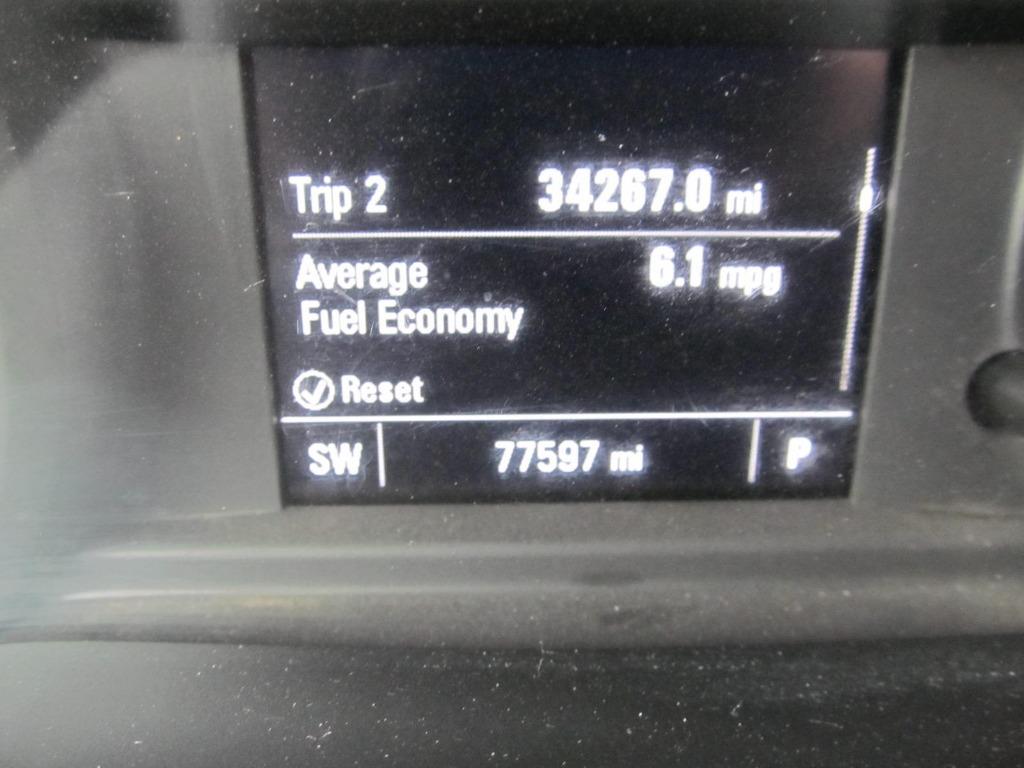 Trip 2 34267.0 mi
Average 6.1 mpg
Fuel Economy
Reset
SW 77597 mi P